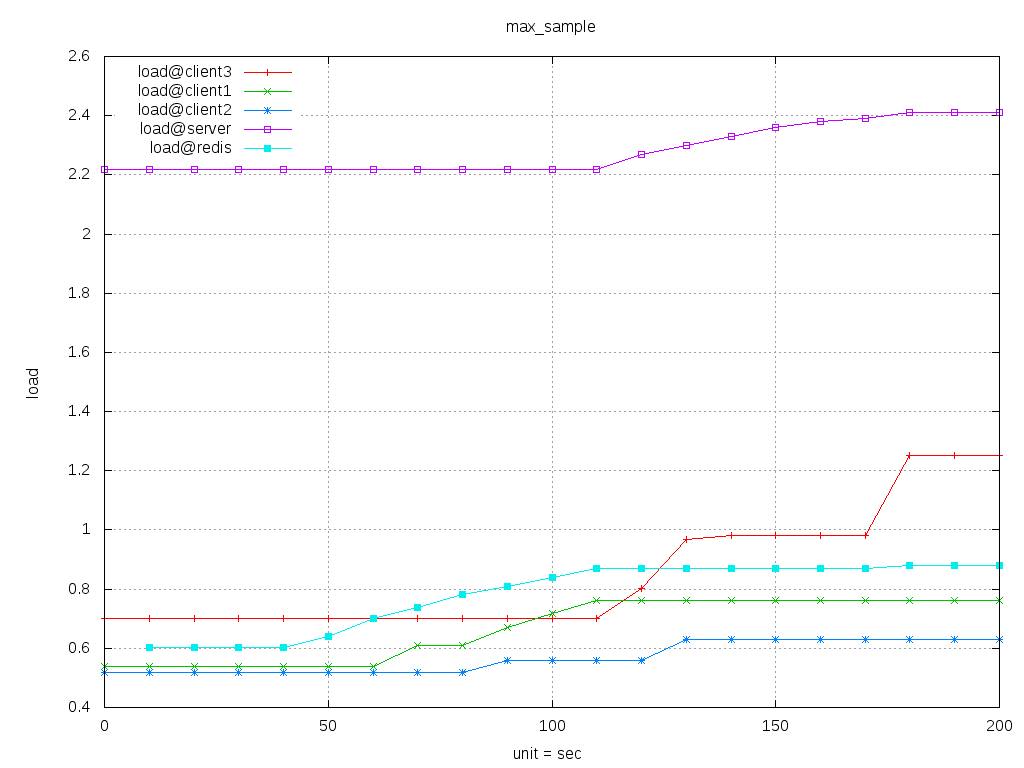 max_sample
2.6
2.4
2.2
2
1.8
1.6
1.4
1.2
1
0.8
0.6
0.4
load
load@client3
load@client1
load@client2
load@server
load@redis
0 50 100 150 200
unit = sec